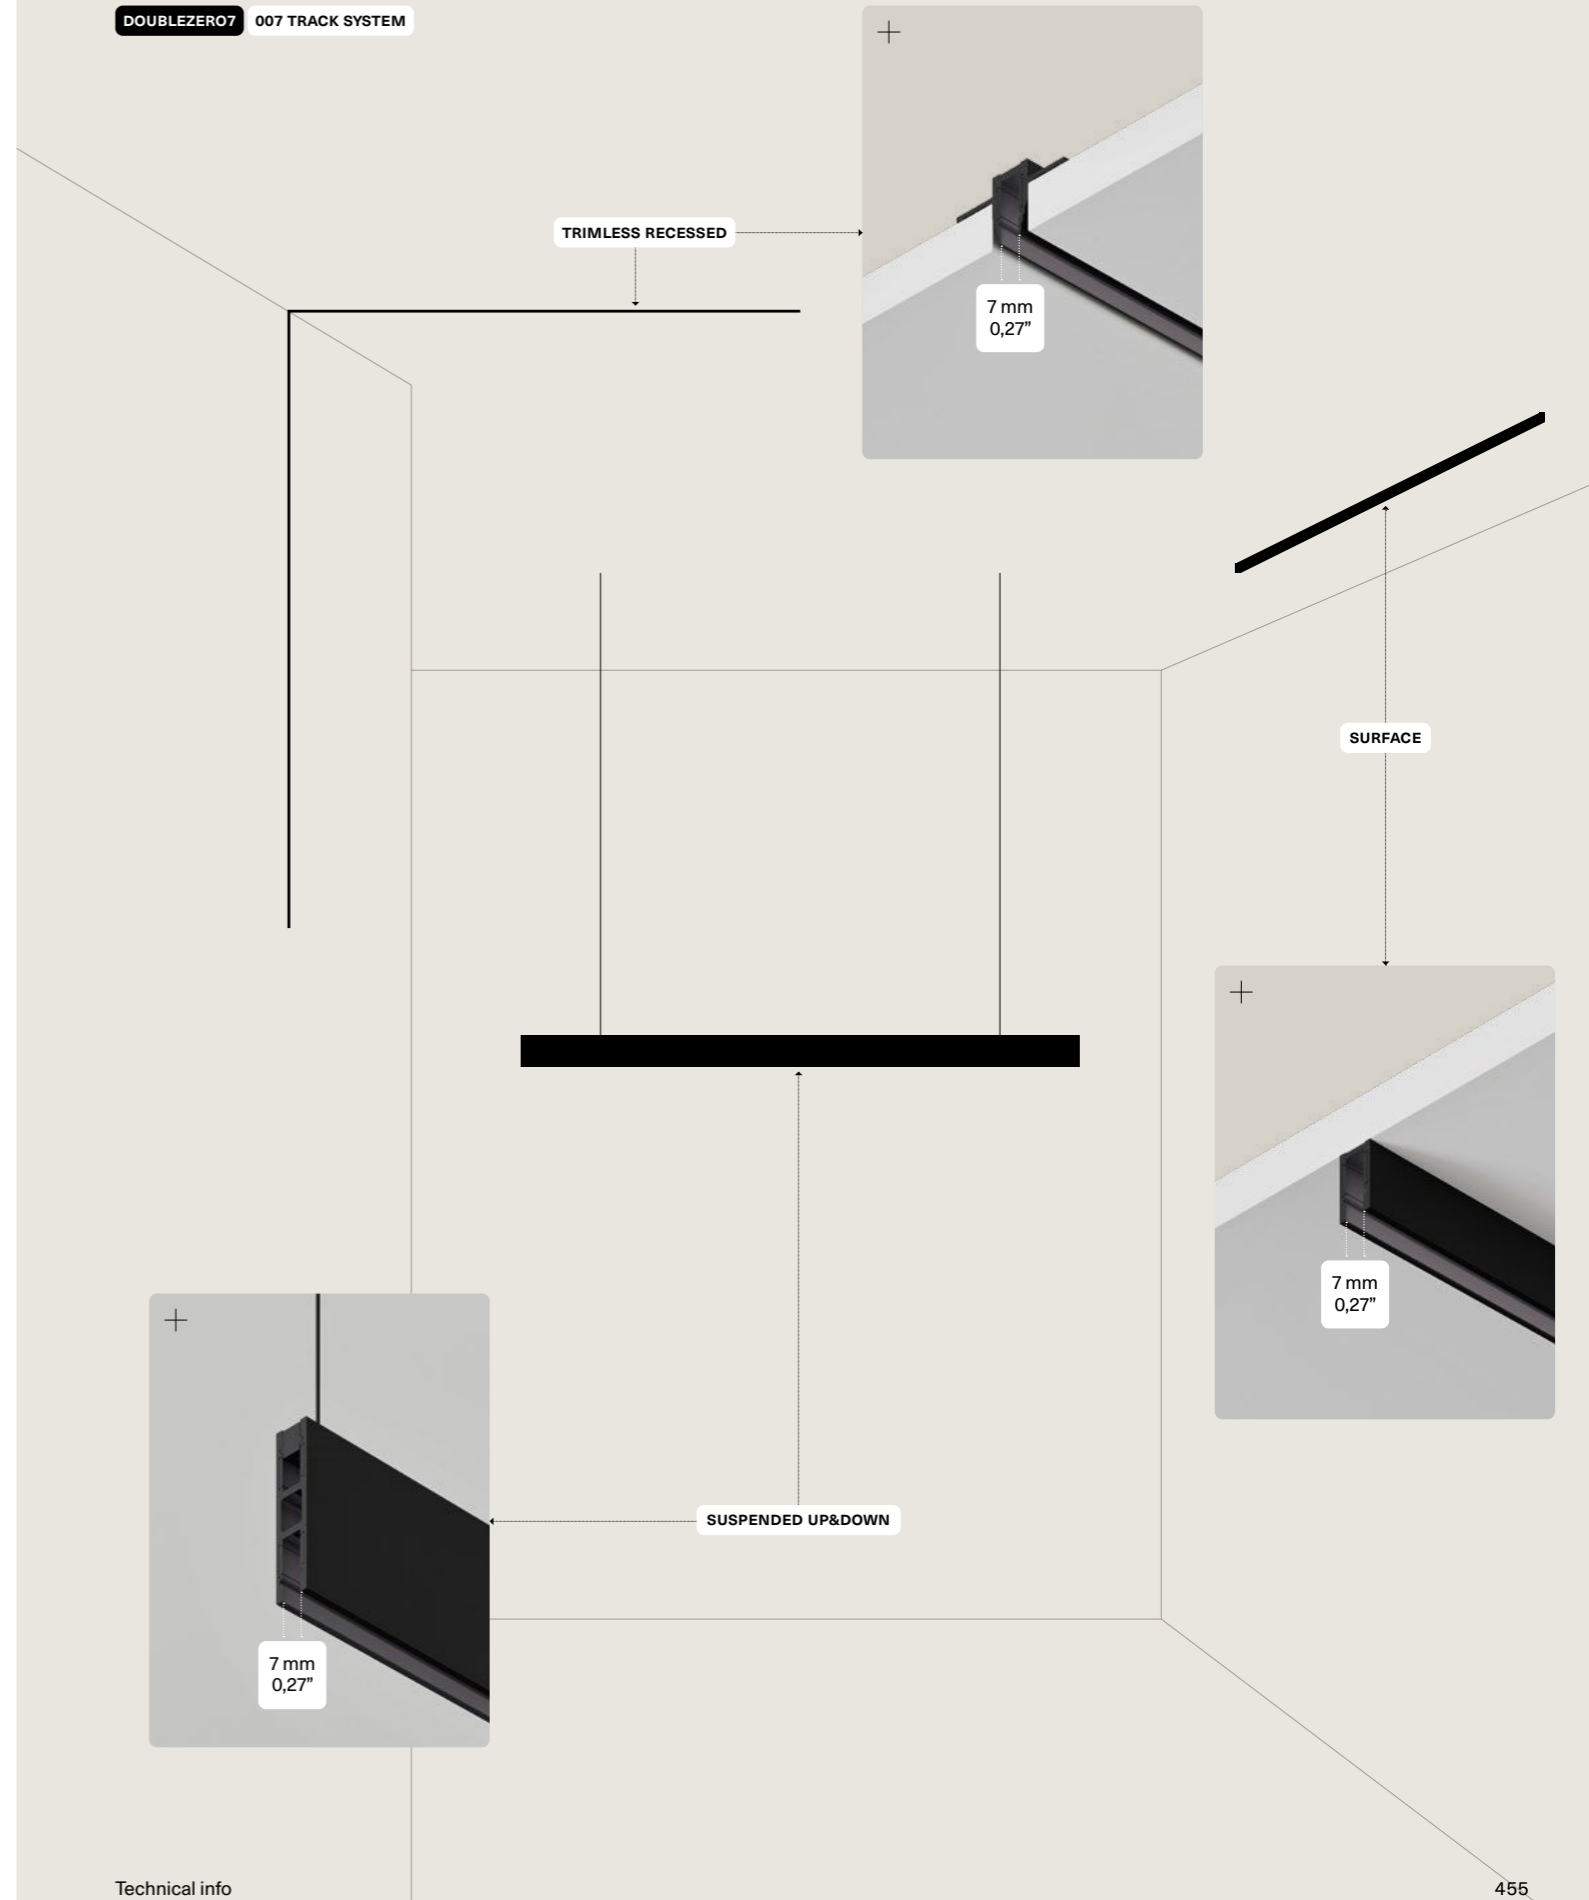 DOUBLEZERO7 007 TRACK SYSTEM
TRIMLESS RECESSED
7 mm
0,27”
SURFACE
7 mm
0,27”
SUSPENDED UP&DOWN
7 mm
0,27”
Technical info
455